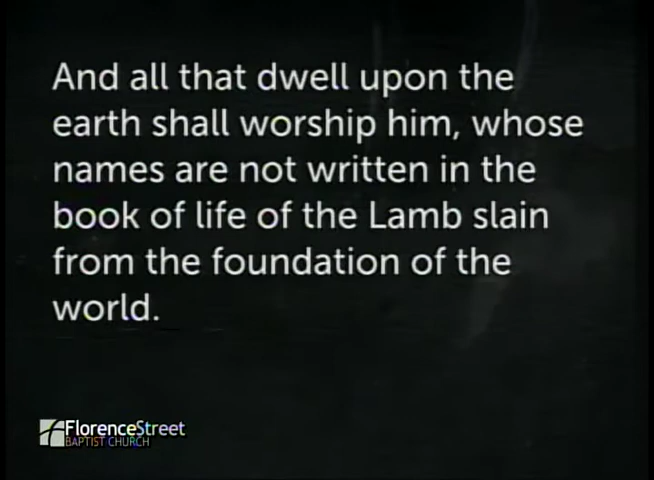 And all that dwell upon the
earth shall worship him, whose
names are not written in the
book of life of the Lamb slain
from the foundation of the
world.
FlorenceStreet
BAPTIST CHURCH